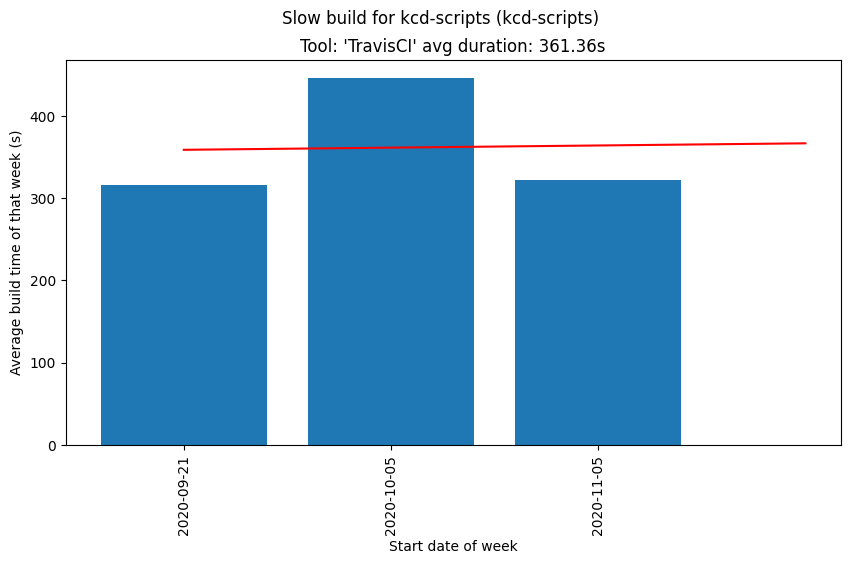 Slow build for kcd-scripts (kcd-scripts)
Tool: 'TravisCI' avg duration: 361.36s
Average build time of that week (s)
400
300
200
100
0
2020-09-21
2020-10-05
2020-11-05
Start date of week